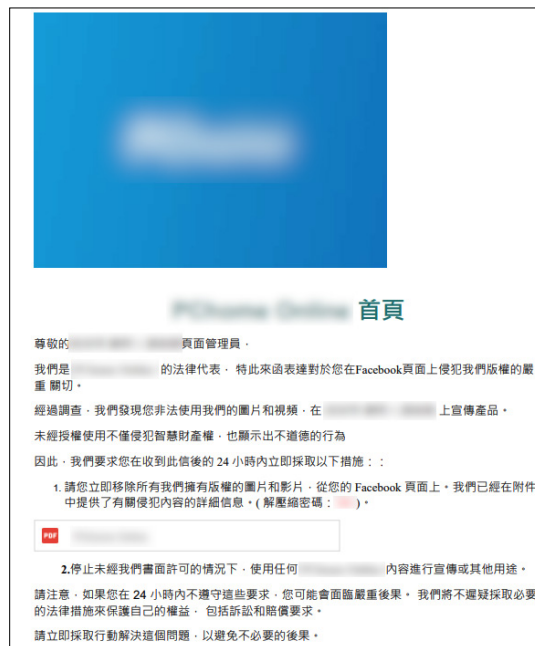 首頁
尊敬的 頁面管理員，
我們是 的法律代表， 特此來函表達對於您在Facebook頁面上侵犯我們版權的嚴
重 關切。
經過調查，我們發現您非法使用我們的圖片和視頻，在 上宣傳產品。
未經授權使用不僅侵犯智慧財產權，也顯示出不道德的行為
因此，我們要求您在收到此信後的 24 小時內立即採取以下措施：：
1. 請您立即移除所有我們擁有版權的圖片和影片，從您的 Facebook 頁面上。我們已經在附件
中提供了有關侵犯內容的詳細信息。( 解壓縮密碼： )。
PDF
2.停止未經我們書面許可的情況下，使用任何 內容進行宣傳或其他用途。
請注意，如果您在 24 小時內不遵守這些要求，您可能會面臨嚴重後果。 我們將不遲疑採取必要
的法律措施來保護自己的權益， 包括訴訟和賠償要求。
請立即採取行動解決這個問題，以避免不必要的後果。